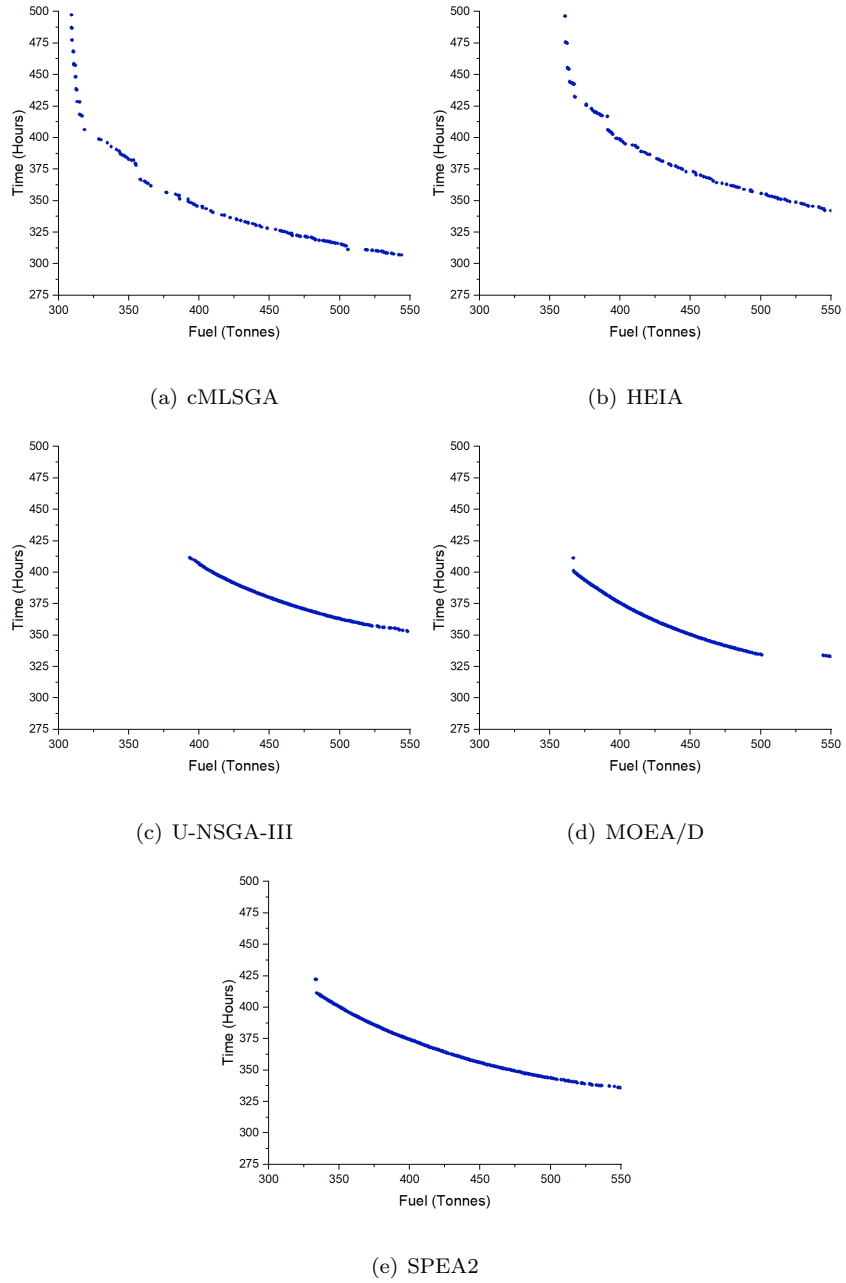 500
475
450
425
400
375
350
325
300
275
Time (Hours)
300 350 400 450 500 550
Fuel (Tonnes)
(a) cMLSGA
500
475
450
425
400
375
350
325
300
275
Time (Hours)
300 350 400 450 500 550
Fuel (Tonnes)
(b) HEIA
500
475
450
425
400
375
350
325
300
275
Time (Hours)
300 350 400 450 500 550
Fuel (Tonnes)
(c) U-NSGA-III
500
475
450
425
400
375
350
325
300
275
Time (Hours)
300 350 400 450 500 550
Fuel (Tonnes)
(d) MOEA/D
500
475
450
425
400
375
350
325
300
275
Time (Hours)
300 350 400 450 500 550
Fuel (Tonnes)
(e) SPEA2